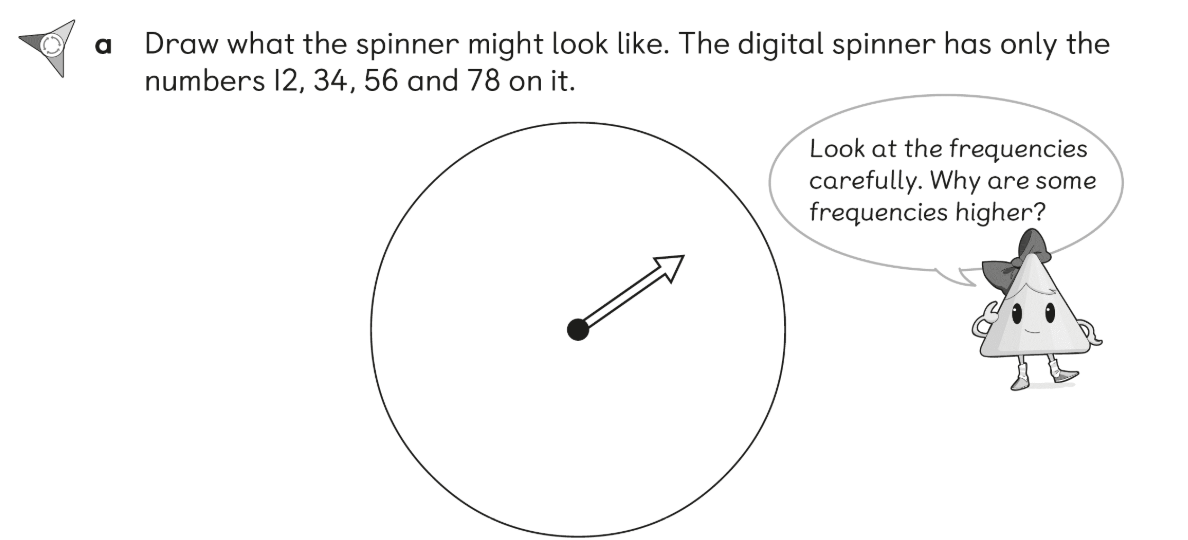 a Draw what the spinner might look like. The digital spinner has only the
numbers 12, 34, 56 and 78 on it.
Look at the frequencies
carefully. Why are some
frequencies higher?